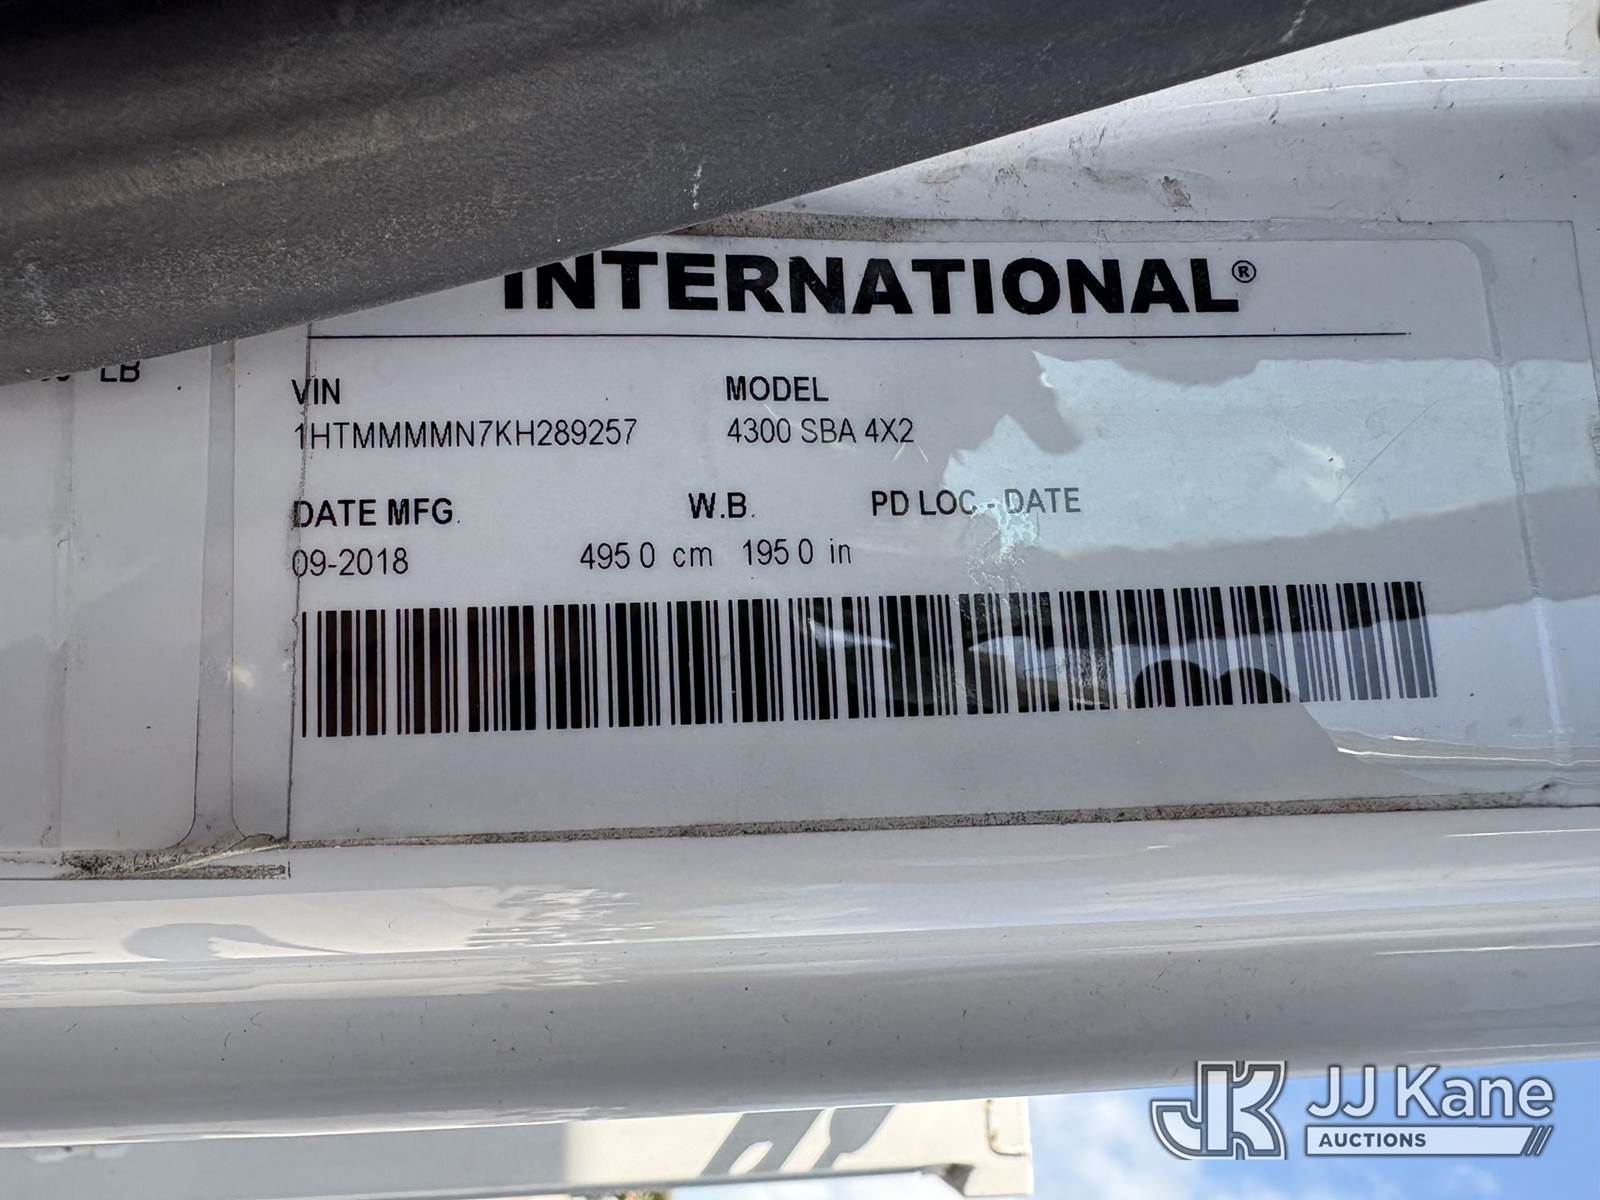 INTERNATIONAL®
LB
VIN MODEL
1HTMMMMN7KH289257 4300 SBA 4X2
DATE MFG. W.B. PD LOC - DATE
09-2018 495 0 cm 195 0 in
JK JJ Kane
AUCTIONS